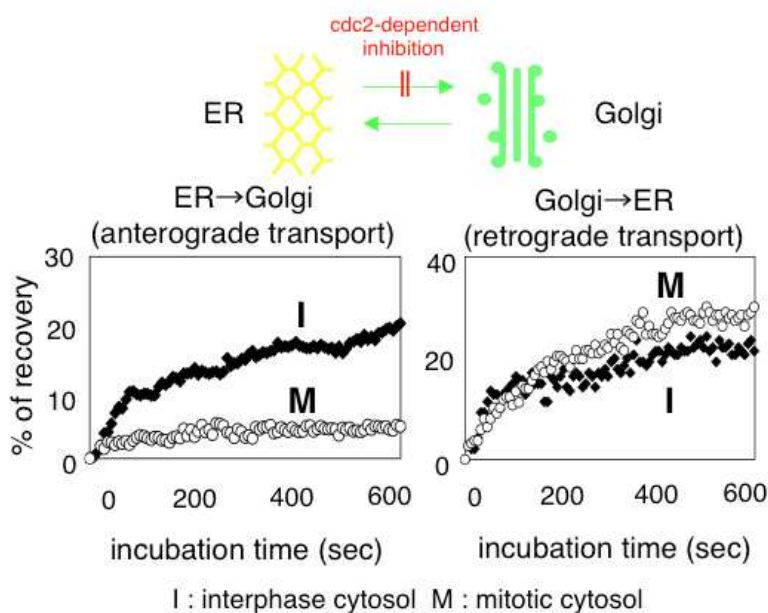 cdc2-dependent
inhibition
ER
Golgi
ER→Golgi
(anterograde transport)
Golgi→ER
(retrograde transport)
% of recovery
30
20
10
0
I
M
0 200 400 600
incubation time (sec)
40
20
0
M
I
0 200 400 600
incubation time (sec)
I : interphase cytosol M : mitotic cytosol